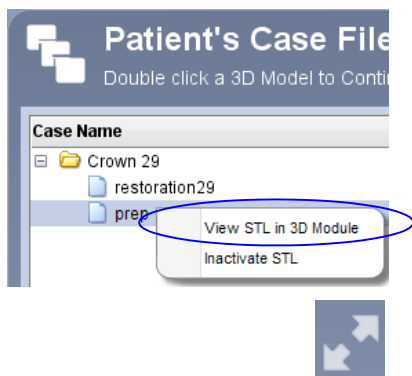 Patient's Case File
Double click a 3D Model to Conti
Case Name
Crown 29
restoration29
prep
View STL in 3D Module
Inactivate STL